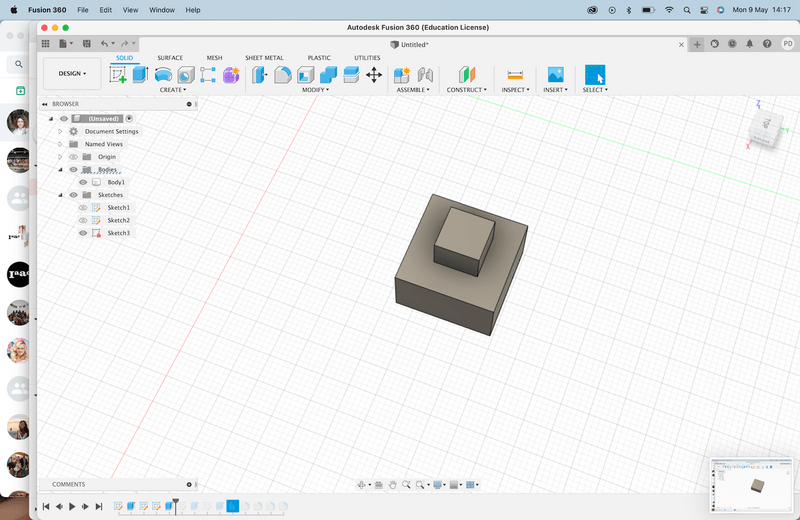 Fusion 360 File Edit View Window Help
Mon 9 May 14:17
Autodesk Fusion 360 (Education License)
Untitled*
PD
SOLID SURFACE MESH SHEET METAL PLASTIC UTILITIES
DESIGN
CREATE MODIFY ASSEMBLE CONSTRUCT INSPECT INSERT SELECT
BROWSER
(Unsaved)
Document Settings
Named Views
Origin
Bodies
Body1
Sketches
Sketch1
Sketch2
Sketch3
Z
Y
X
COMMENTS